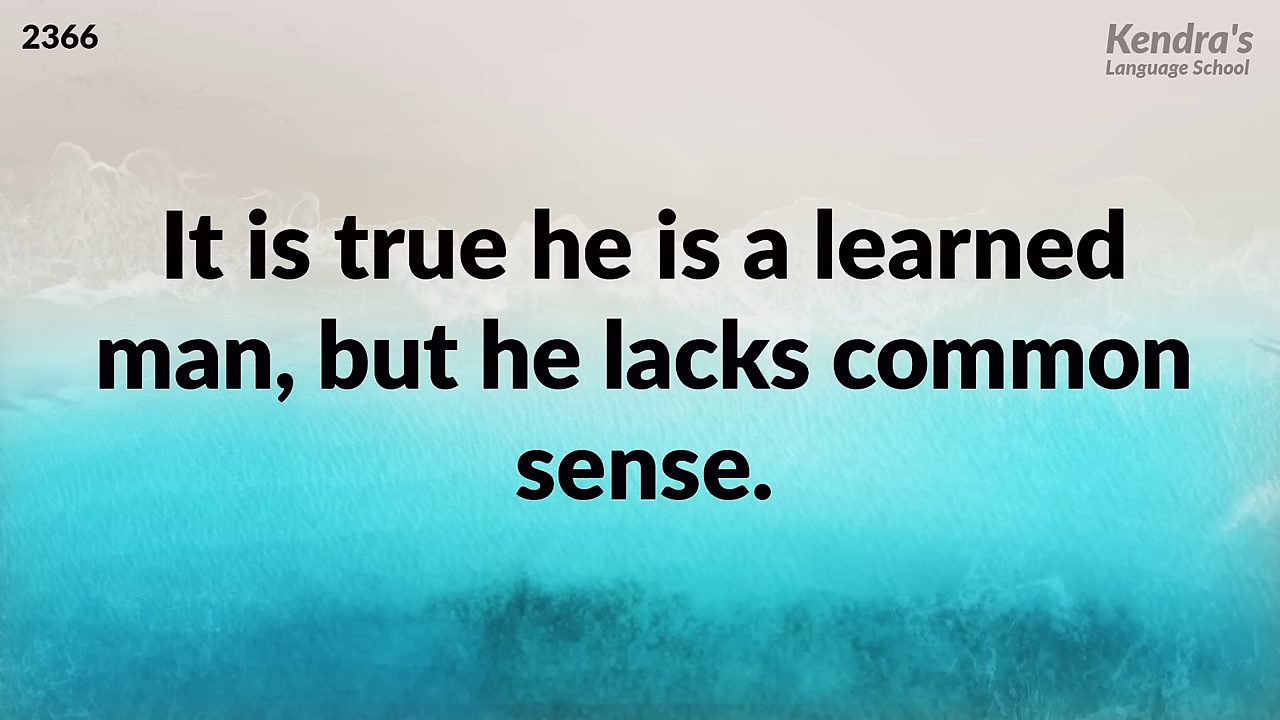 2366
Kendra's
Language School
It is true he is a learned
man, but he lacks common
sense.